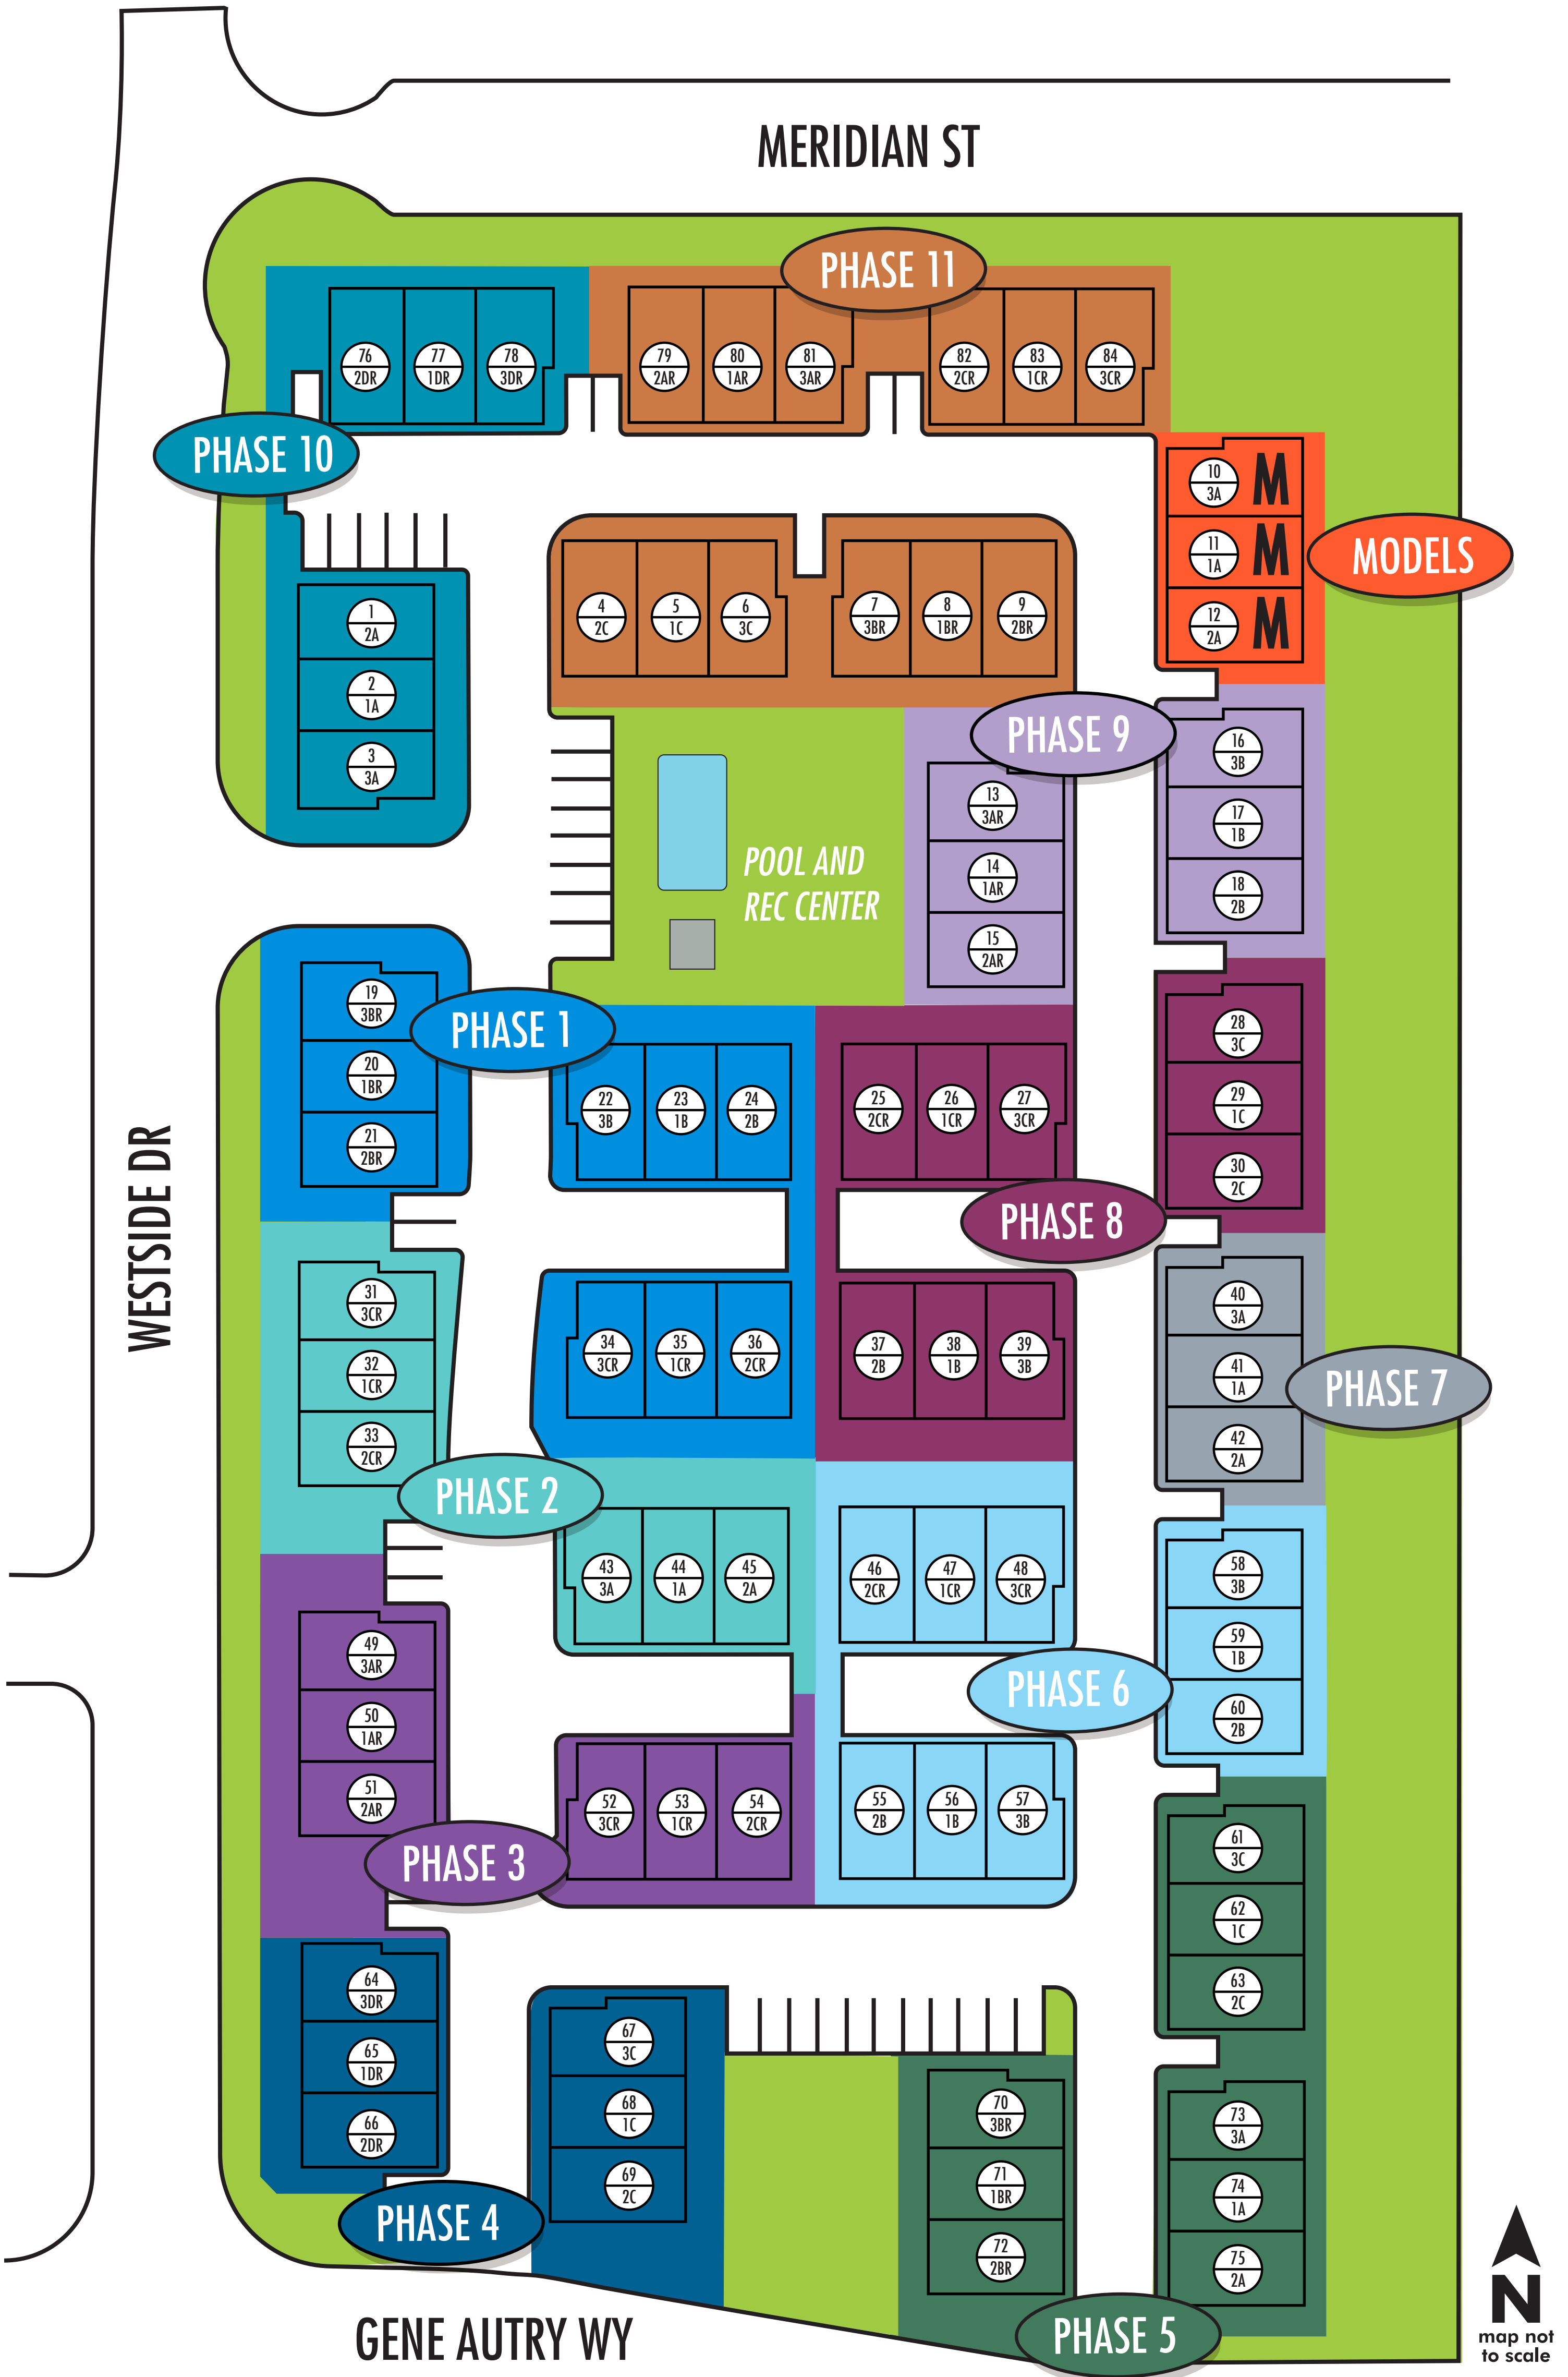 MERIDIAN ST
PHASE 11
76
2DR
77
1DR
78
3DR
79
2AR
80
1AR
81
3AR
82
2CR
83
1CR
84
3CR
PHASE 10
10
3A
M
11
1A
M
12
2A
M
MODELS
1
2A
2
1A
3
3A
4
2C
5
1C
6
3C
7
3BR
8
1BR
9
2BR
PHASE 9
16
3B
17
1B
18
2B
13
3AR
14
1AR
15
2AR
POOL AND
REC CENTER
19
3BR
20
1BR
21
2BR
PHASE 1
22
3B
23
1B
24
2B
25
2CR
26
1CR
27
3CR
28
3C
29
1C
30
2C
PHASE 8
WESTSIDE DR
31
3CR
32
1CR
33
2CR
34
3CR
35
1CR
36
2CR
37
2B
38
1B
39
3B
40
3A
41
1A
42
2A
PHASE 7
PHASE 2
43
3A
44
1A
45
2A
46
2CR
47
1CR
48
3CR
58
3B
59
1B
60
2B
PHASE 6
49
3AR
50
1AR
51
2AR
PHASE 3
52
3CR
53
1CR
54
2CR
55
2B
56
1B
57
3B
61
3C
62
1C
63
2C
64
3DR
65
1DR
66
2DR
67
3C
68
1C
69
2C
PHASE 4
70
3BR
71
1BR
72
2BR
73
3A
74
1A
75
2A
PHASE 5
GENE AUTRY WY
N
map not
to scale